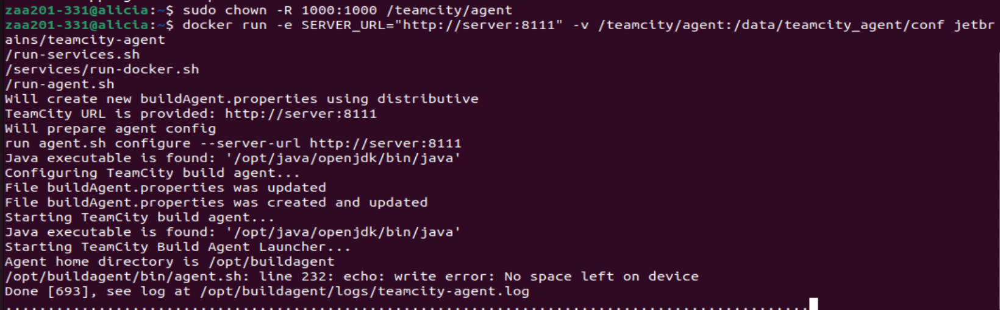 zaa201-331@alicia:~$ sudo chown -R 1000:1000 /teamcity/agent
zaa201-331@alicia:~$ docker run -e SERVER_URL="http://server:8111" -v /teamcity/agent:/data/teamcity_agent/conf jetbr
ains/teamcity-agent
/run-services.sh
/services/run-docker.sh
/run-agent.sh
Will create new buildAgent.properties using distributive
TeamCity URL is provided: http://server:8111
Will prepare agent config
run agent.sh configure --server-url http://server:8111
Java executable is found: '/opt/java/openjdk/bin/java'
Configuring TeamCity build agent...
File buildAgent.properties was updated
File buildAgent.properties was created and updated
Starting TeamCity build agent...
Java executable is found: '/opt/java/openjdk/bin/java'
Starting TeamCity Build Agent Launcher...
Agent home directory is /opt/buildagent
/opt/buildagent/bin/agent.sh: line 232: echo: write error: No space left on device
Done [693], see log at /opt/buildagent/logs/teamcity-agent.log
...............................................................................................